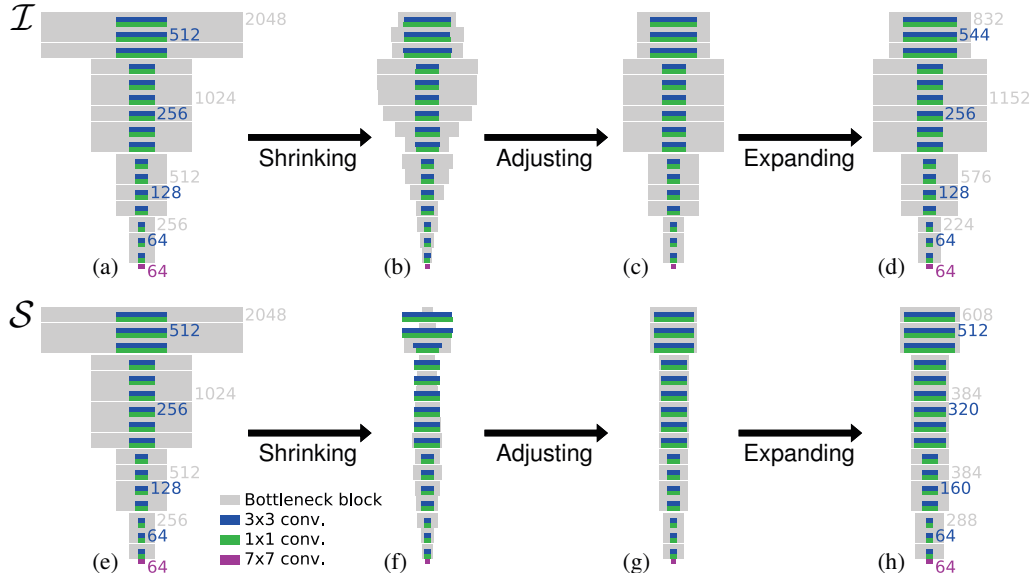 I
2048
512
1024
256
512
128
256
64
64
(a)
Shrinking
(b)
Adjusting
(c)
Expanding
832
544
1152
256
576
128
224
64
64
(d)
S
2048
512
1024
256
512
128
256
64
64
(e)
Bottleneck block
3x3 conv.
1x1 conv.
7x7 conv.
Shrinking
(f)
Adjusting
(g)
Expanding
608
512
384
320
384
160
288
64
64
(h)